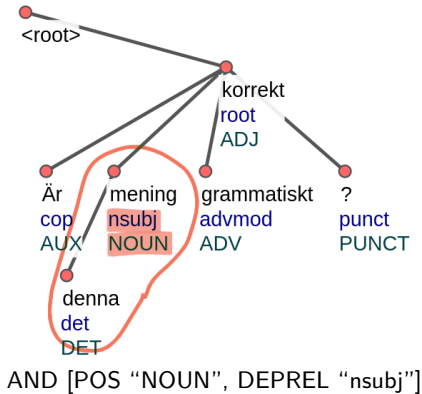 <root>
korrekt
root
ADJ
Är mening grammatiskt ?
cop nsubj advmod punct
AUX NOUN ADV PUNCT
denna
det
DET
AND [POS “NOUN”, DEPREL “nsubj”]